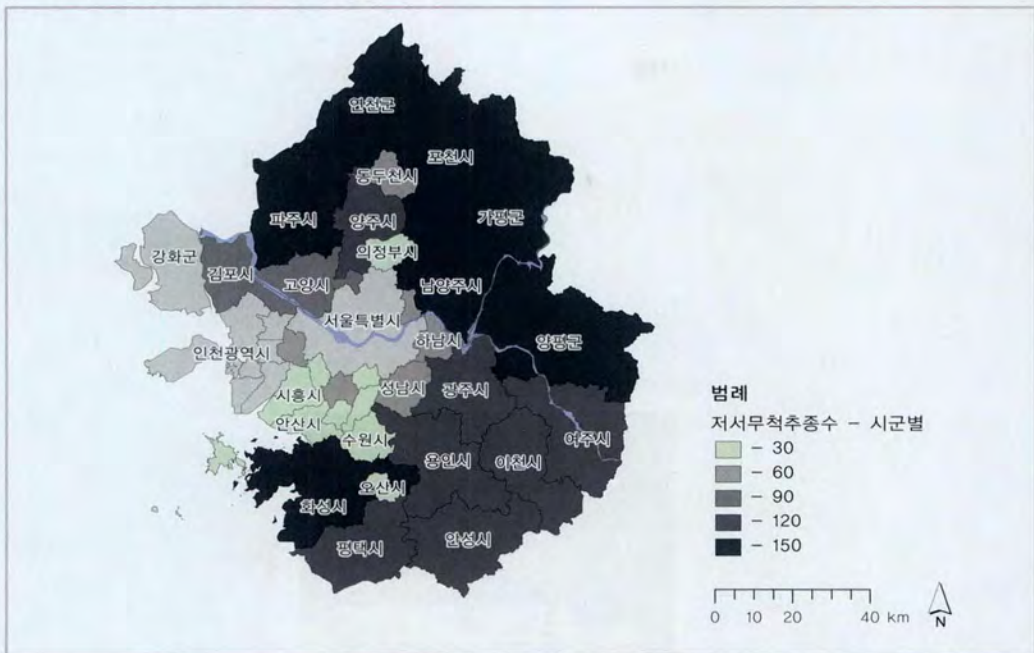 연천군
포천시
동두천시
파주시
양주시
가평군
강화군
의정부시
김포시
고양시
남양주시
서울특별시
인천광역시
하남시
양평군
시흥시
성남시
광주시
안산시
수원시
용인시
이천시
여주시
오산시
화성시
평택시
안성시
범례
저서무척추종수 - 시군별
- 30
- 60
- 90
- 120
- 150
0 10 20 40 km
N